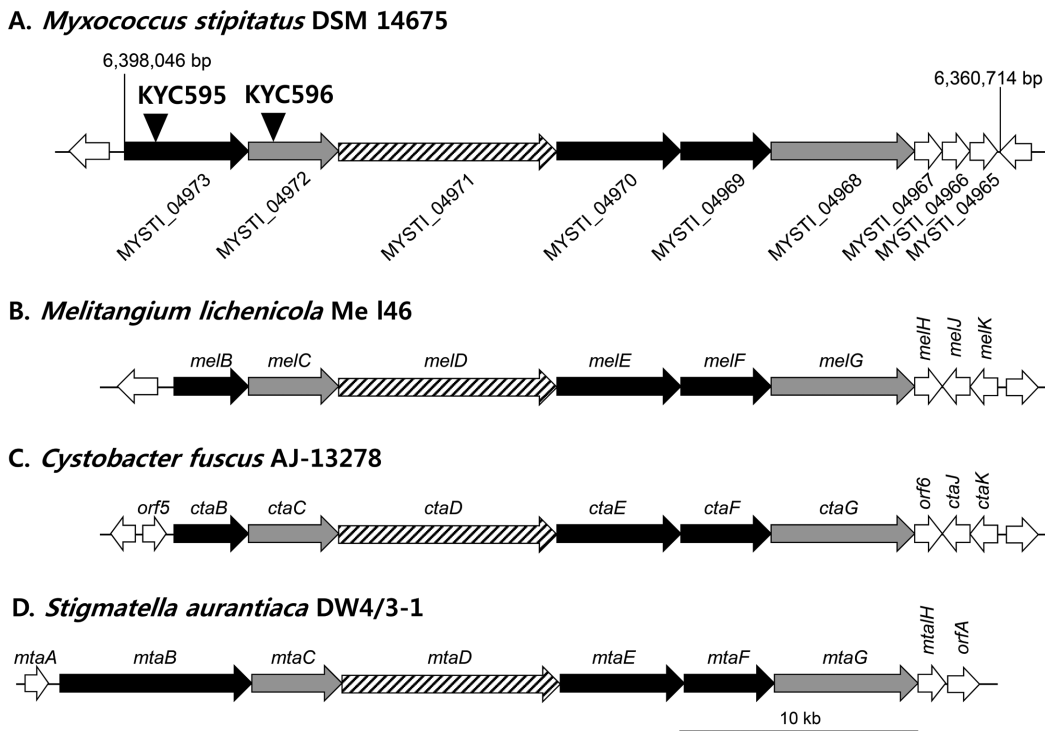 A. Myxococcus stipitatus DSM 14675
6,398,046 bp
6,360,714 bp
KYC595
KYC596
MYSTI_04973
MYSTI_04972
MYSTI_04971
MYSTI_04970
MYSTI_04969
MYSTI_04968
MYSTI_04967
MYSTI_04966
MYSTI_04965
B. Melitangium lichenicola Me l46
melB
melC
melD
melE
melF
melG
melH
melJ
melK
C. Cystobacter fuscus AJ-13278
orf5
ctaB
ctaC
ctaD
ctaE
ctaF
ctaG
orf6
ctaJ
ctaK
D. Stigmatella aurantiaca DW4/3-1
mtaA
mtaB
mtaC
mtaD
mtaE
mtaF
mtaG
mtalH
orfA
10 kb